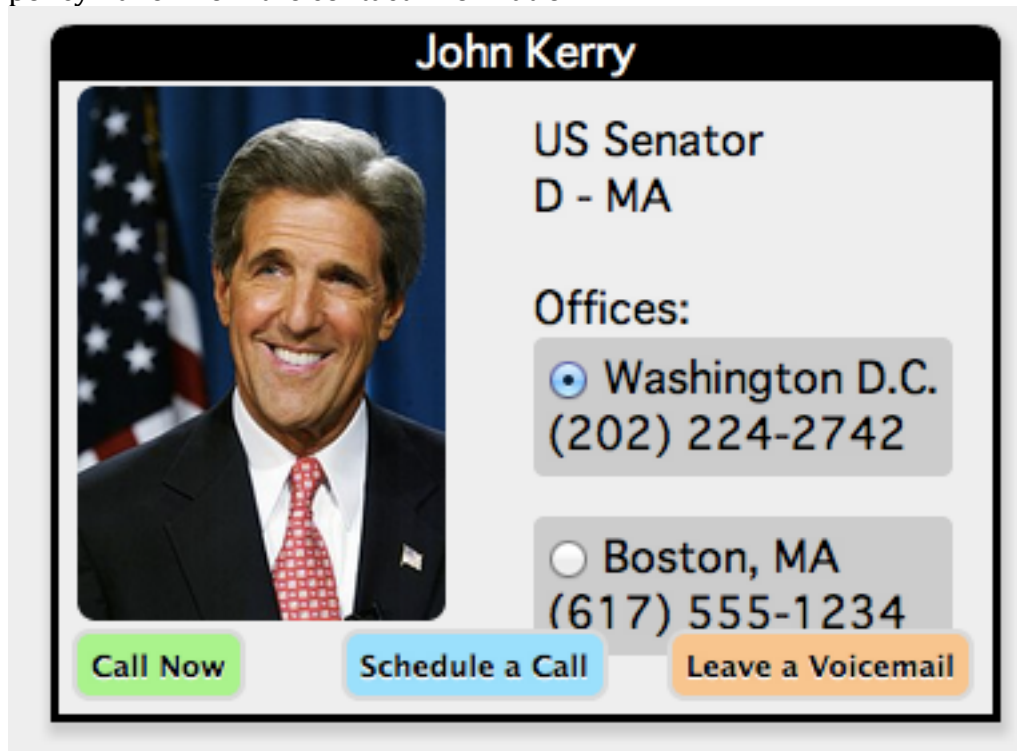 John Kerry
US Senator
D - MA
Offices:
Washington D.C.
(202) 224-2742
Boston, MA
(617) 555-1234
Call Now
Schedule a Call
Leave a Voicemail